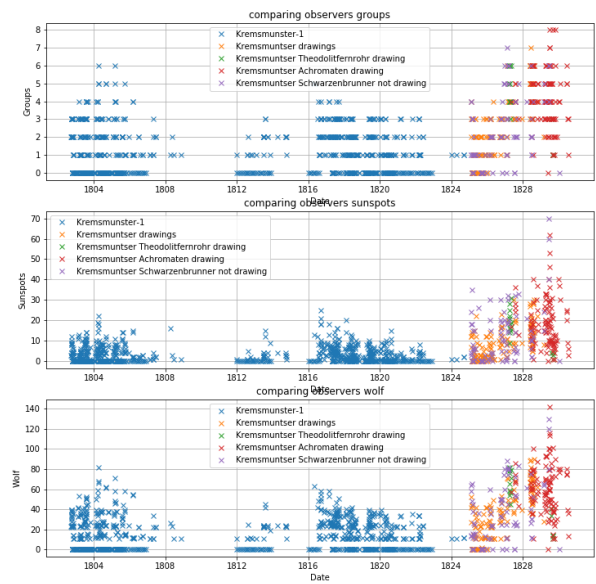 comparing observers groups
Kremsmunster-1
Kremsmuntser drawings
Kremsmuntser Theodolitfernrohr drawing
Kremsmuntser Achromaten drawing
Kremsmuntser Schwarzenbrunner not drawing
Groups
8
7
6
5
4
3
2
1
0
1804 1808 1812 1816 1820 1824 1828
Date
comparing observers sunspots
Kremsmunster-1
Kremsmuntser drawings
Kremsmuntser Theodolitfernrohr drawing
Kremsmuntser Achromaten drawing
Kremsmuntser Schwarzenbrunner not drawing
Sunspots
70
60
50
40
30
20
10
0
1804 1808 1812 1816 1820 1824 1828
Date
comparing observers wolf
Kremsmunster-1
Kremsmuntser drawings
Kremsmuntser Theodolitfernrohr drawing
Kremsmuntser Achromaten drawing
Kremsmuntser Schwarzenbrunner not drawing
Wolf
140
120
100
80
60
40
20
0
1804 1808 1812 1816 1820 1824 1828
Date